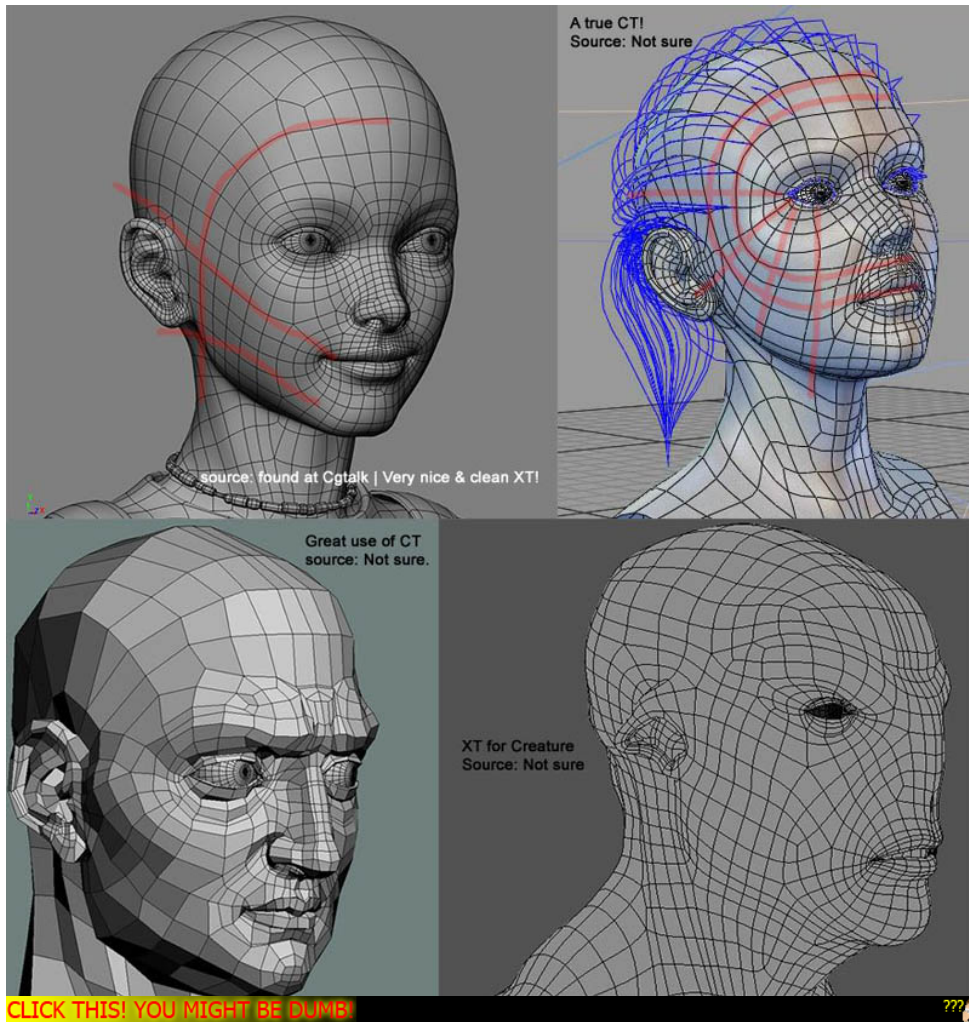 A true CT!
Source: Not sure
source: found at Cgtalk | Very nice & clean XT!
Great use of CT
source: Not sure.
XT for Creature
Source: Not sure
CLICK THIS! YOU MIGHT BE DUMB!
???